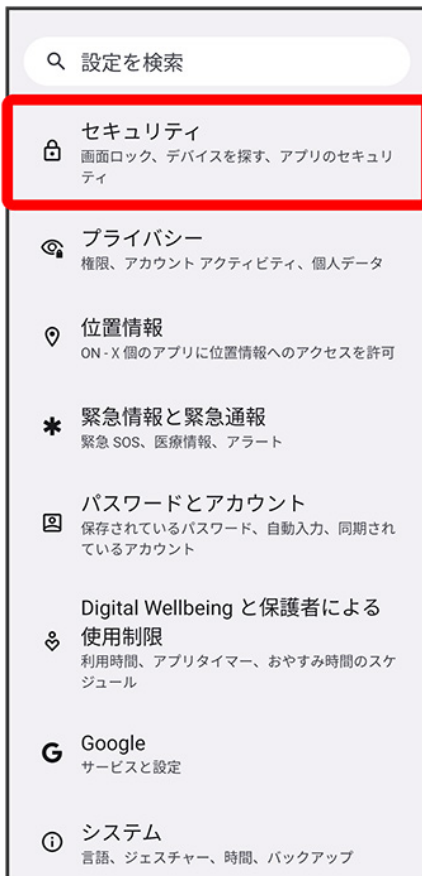 設定を検索
セキュリティ
画面ロック、デバイスを探す、アプリのセキュリ
ティ
プライバシー
権限、アカウント アクティビティ、個人データ
位置情報
ON - X 個のアプリに位置情報へのアクセスを許可
緊急情報と緊急通報
緊急 SOS、医療情報、アラート
パスワードとアカウント
保存されているパスワード、自動入力、同期され
ているアカウント
Digital Wellbeing と保護者による
使用制限
利用時間、アプリタイマー、おやすみ時間のスケ
ジュール
Google
サービスと設定
システム
言語、ジェスチャー、時間、バックアップ